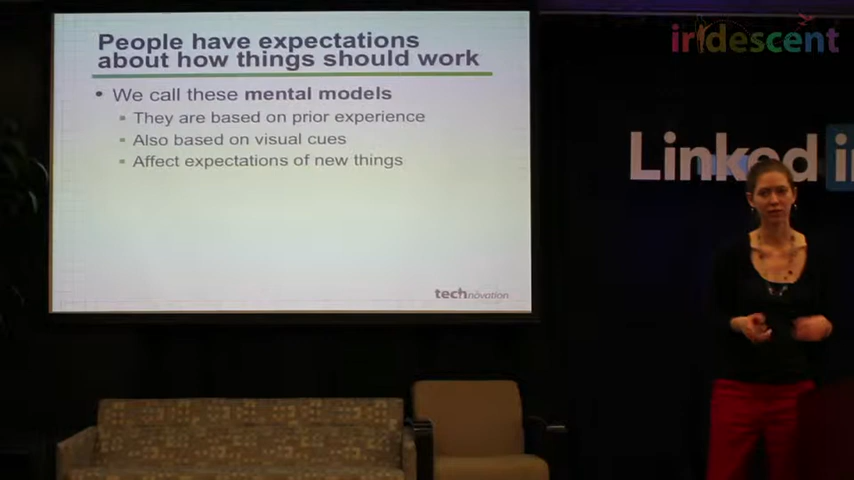 People have expectations
about how things should work
• We call these mental models
▪ They are based on prior experience
▪ Also based on visual cues
▪ Affect expectations of new things
technovation
iridescent
Linked in